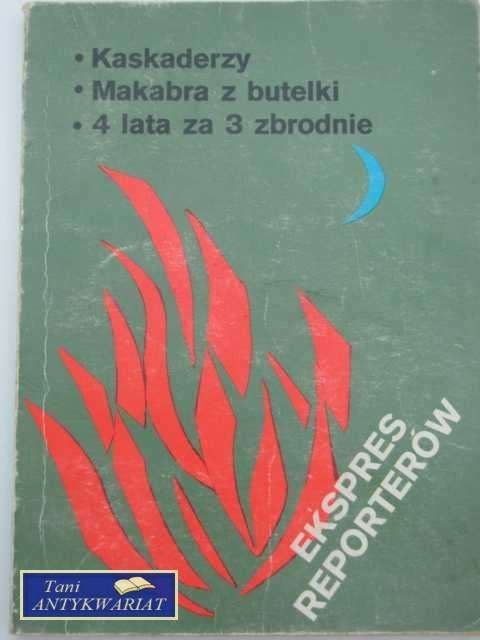 • Kaskaderzy
• Makabra z butelki
• 4 lata za 3 zbrodnie
EKSPRES
REPORTERÓW
Tani
ANTYKWARIAT